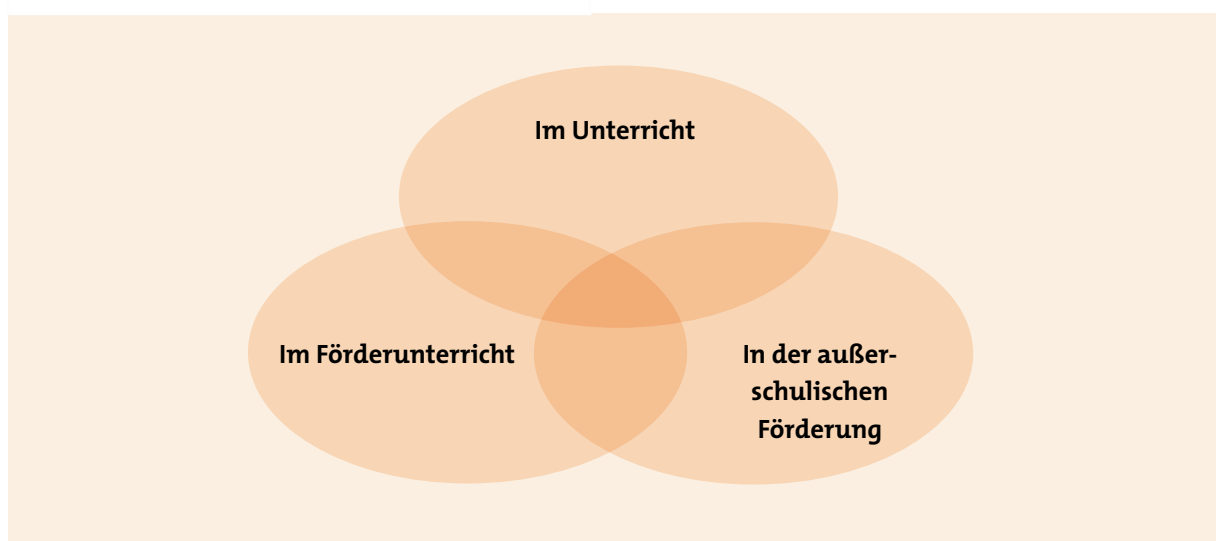 Im Unterricht
Im Förderunterricht
In der außer-
schulischen
Förderung